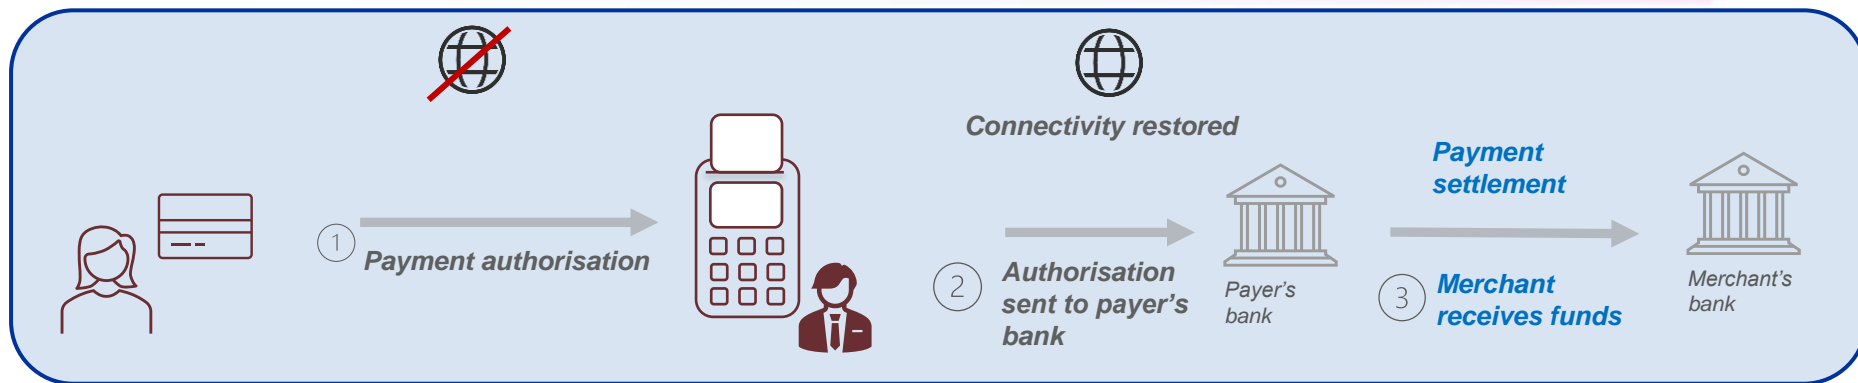 1
Payment authorisation
Connectivity restored
2
Authorisation
sent to payer's
bank
Payer's
bank
Payment
settlement
3
Merchant
receives funds
Merchant's
bank